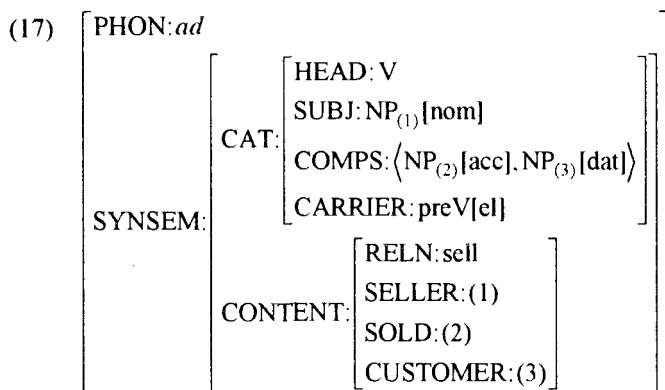 (17) PHON:ad
HEAD:V
SUBJ:NP(1)[nom]
CAT:
COMPS:⟨NP(2)[acc],NP(3)[dat]⟩
CARRIER:preV[el]
SYNSEM:
RELN:sell
SELLER:(1)
CONTENT:
SOLD:(2)
CUSTOMER:(3)